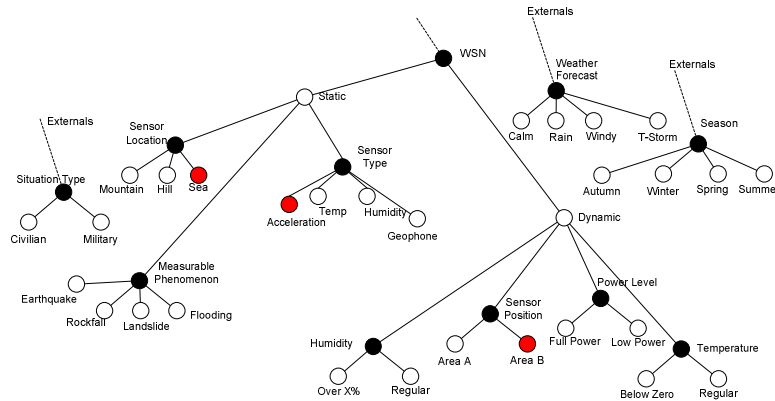 Externals
WSN
Weather
Forecast
Externals
Static
Calm
Rain
Windy
T-Storm
Season
Externals
Sensor
Location
Sensor
Type
Situation Type
Mountain
Hill
Sea
Autumn
Winter
Spring
Summe
Temp
Humidity
Acceleration
Geophone
Dynamic
Civilian
Military
Measurable
Phenomenon
Earthquake
Rockfall
Landslide
Flooding
Power Level
Sensor
Position
Humidity
Full Power
Low Power
Temperature
Area A
Area B
Over X%
Regular
Below Zero
Regular